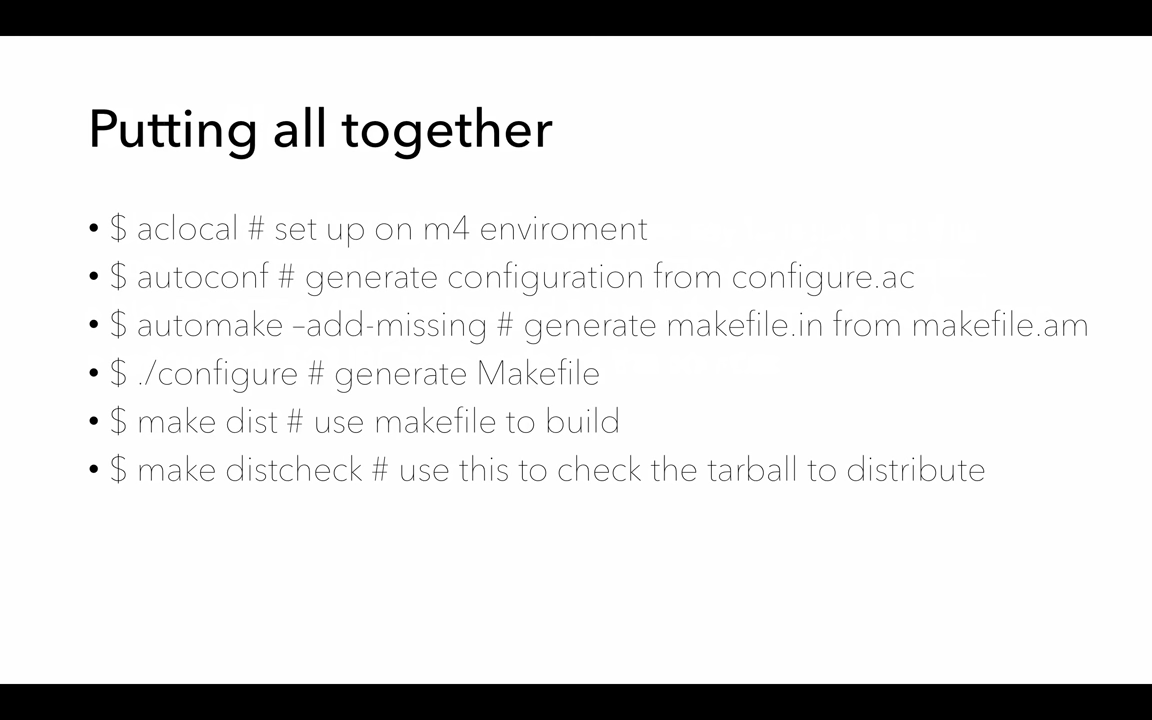 Putting all together
• $ aclocal # set up on m4 enviroment
• $ autoconf # generate configuration from configure.ac
• $ automake –add-missing # generate makefile.in from makefile.am
• $ ./configure # generate Makefile
• $ make dist # use makefile to build
• $ make distcheck # use this to check the tarball to distribute